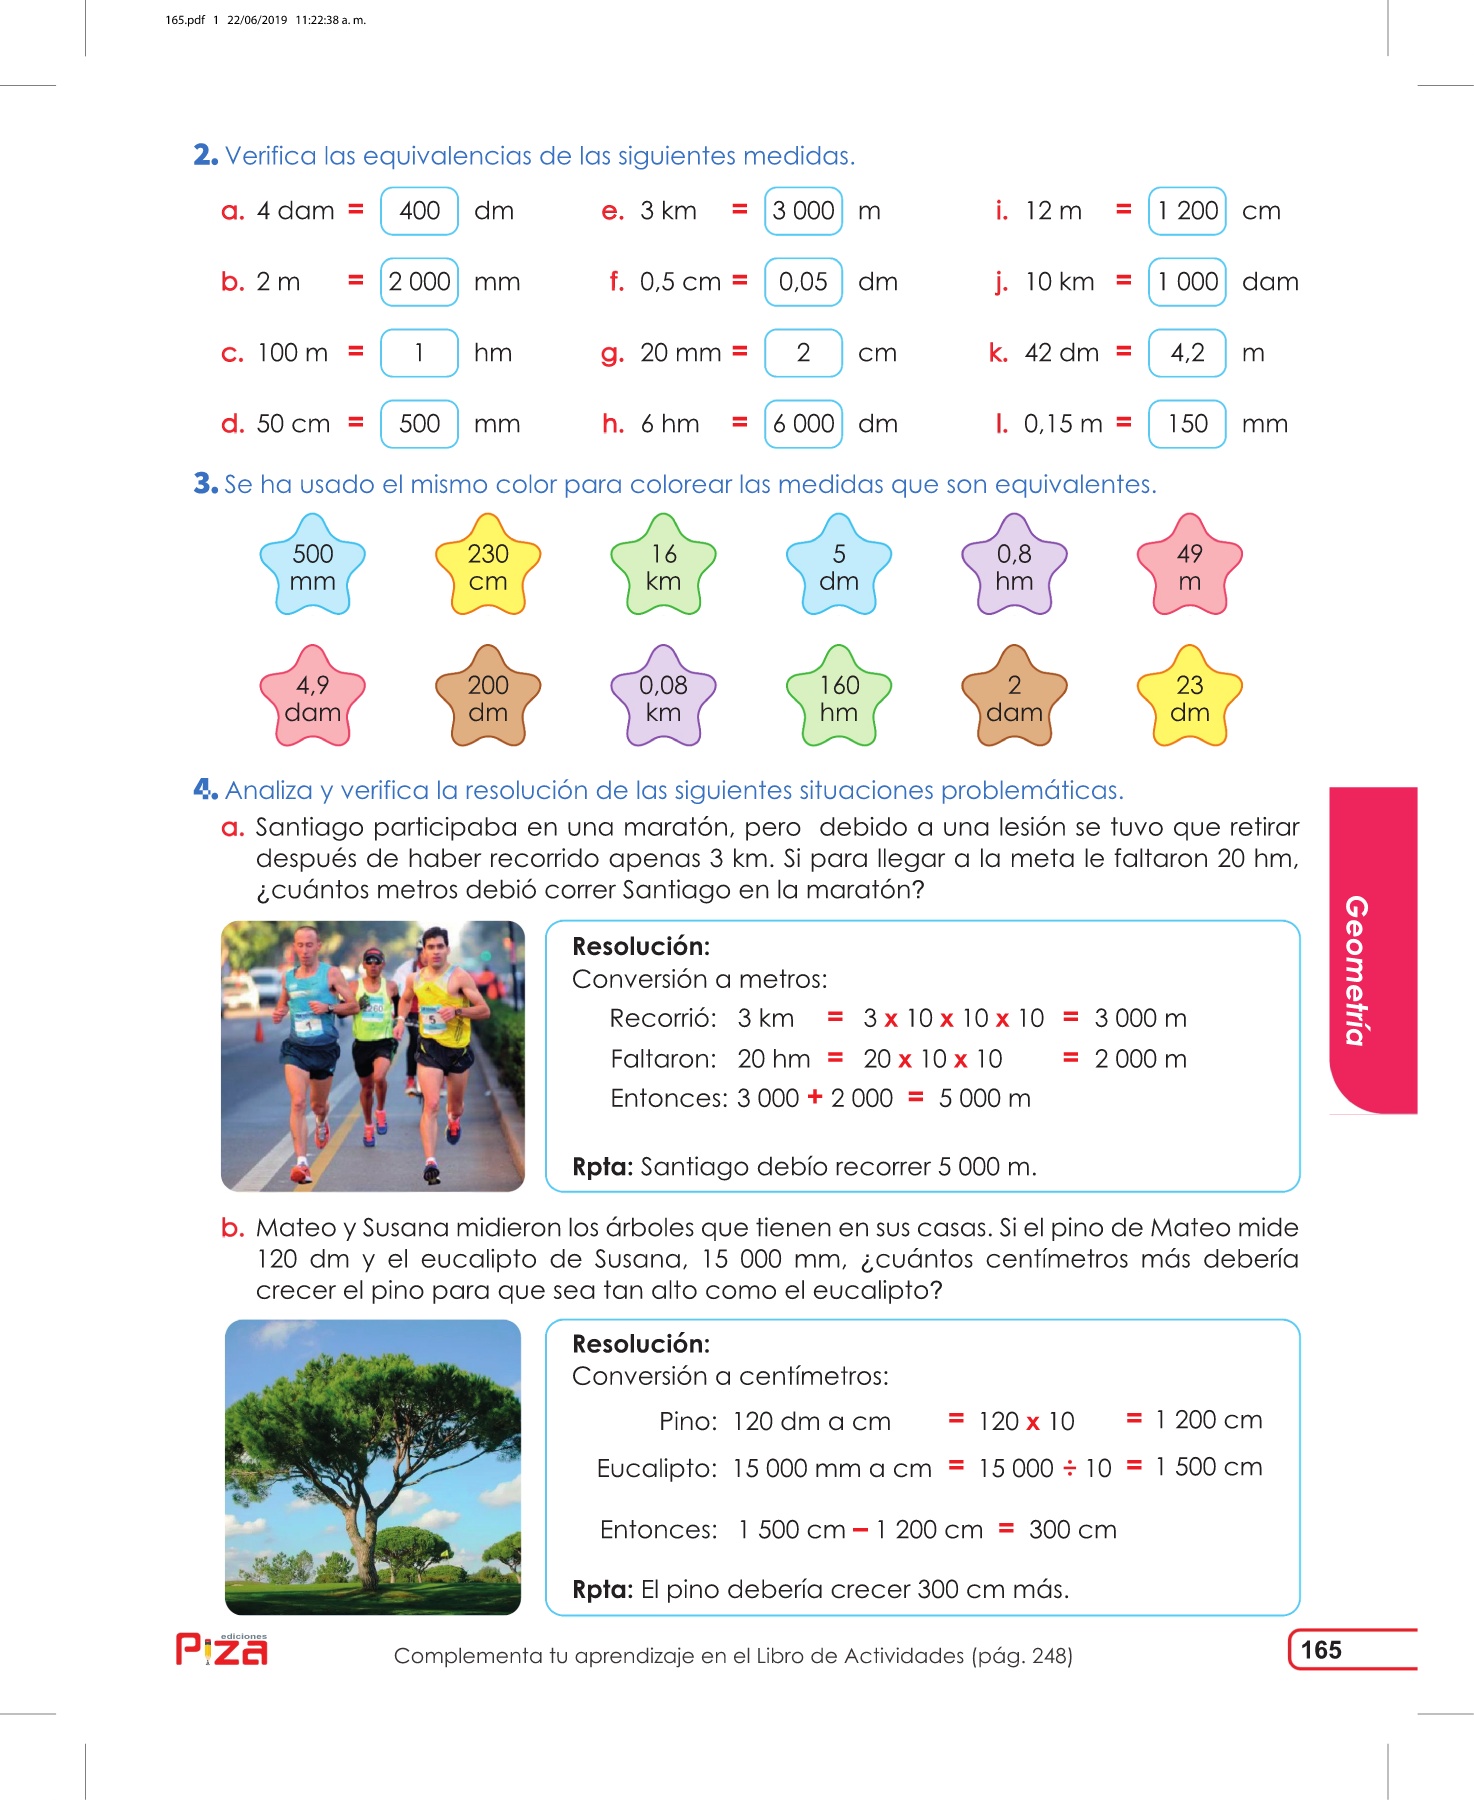 165.pdf 1 22/06/2019 11:22:38 a. m.
2. Verifica las equivalencias de las siguientes medidas.
a. 4 dam = 400 dm e. 3 km = 3 000 m i. 12 m = 1 200 cm
b. 2 m = 2 000 mm f. 0,5 cm = 0,05 dm j. 10 km = 1 000 dam
c. 100 m = 1 hm g. 20 mm = 2 cm k. 42 dm = 4,2 m
d. 50 cm = 500 mm h. 6 hm = 6 000 dm l. 0,15 m = 150 mm
3. Se ha usado el mismo color para colorear las medidas que son equivalentes.
500 230 16 5 0,8 49
mm cm km dm hm m
4,9 200 0,08 160 2 23
dam dm km hm dam dm
4. Analiza y verifica la resolución de las siguientes situaciones problemáticas.
a. Santiago participaba en una maratón, pero debido a una lesión se tuvo que retirar
después de haber recorrido apenas 3 km. Si para llegar a la meta le faltaron 20 hm,
¿cuántos metros debió correr Santiago en la maratón?
1
260
5
Resolución:
Conversión a metros:
Recorrió: 3 km = 3 x 10 x 10 x 10 = 3 000 m
Faltaron: 20 hm = 20 x 10 x 10 = 2 000 m
Entonces: 3 000 + 2 000 = 5 000 m
Rpta: Santiago debío recorrer 5 000 m.
Geometría
b. Mateo y Susana midieron los árboles que tienen en sus casas. Si el pino de Mateo mide
120 dm y el eucalipto de Susana, 15 000 mm, ¿cuántos centímetros más debería
crecer el pino para que sea tan alto como el eucalipto?
Resolución:
Conversión a centímetros:
Pino: 120 dm a cm = 120 x 10 = 1 200 cm
Eucalipto: 15 000 mm a cm = 15 000 ÷ 10 = 1 500 cm
Entonces: 1 500 cm – 1 200 cm = 300 cm
Rpta: El pino debería crecer 300 cm más.
ediciones
Piza
Complementa tu aprendizaje en el Libro de Actividades (pág. 248)
165